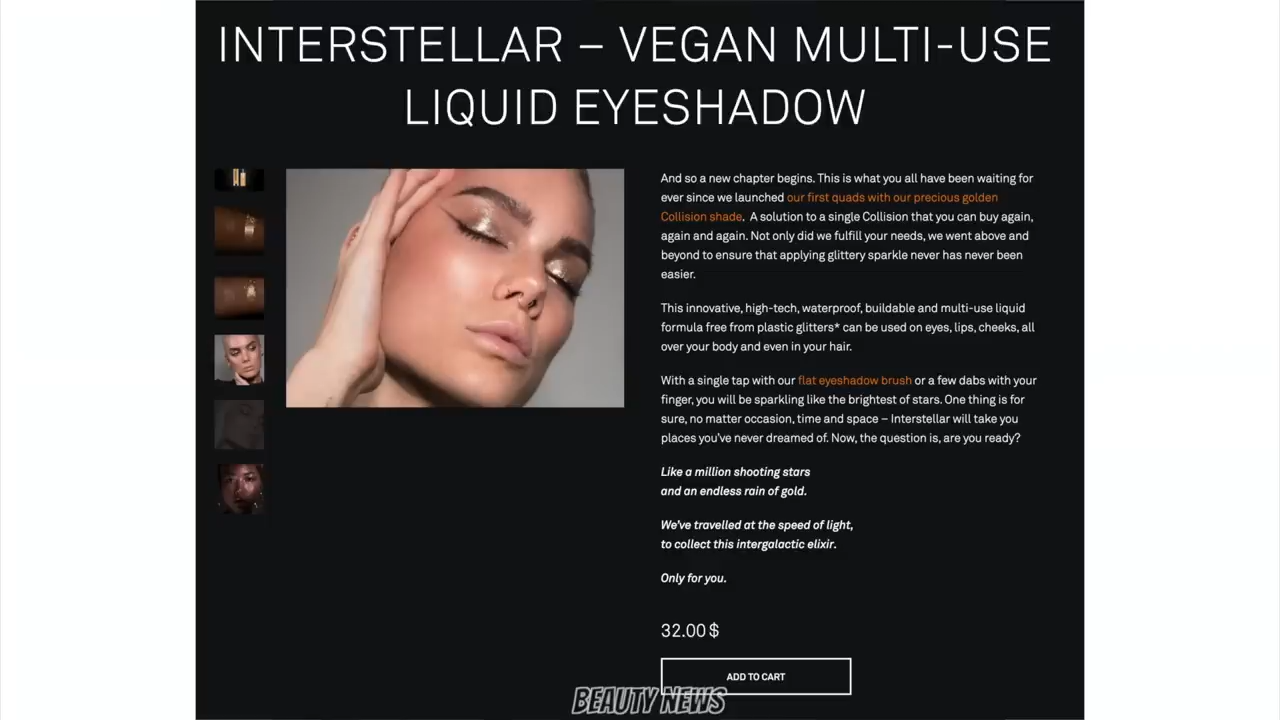 INTERSTELLAR – VEGAN MULTI-USE
LIQUID EYESHADOW
And so a new chapter begins. This is what you all have been waiting for
ever since we launched our first quads with our precious golden
Collision shade. A solution to a single Collision that you can buy again,
again and again. Not only did we fulfill your needs, we went above and
beyond to ensure that applying glittery sparkle never has never been
easier.
This innovative, high-tech, waterproof, buildable and multi-use liquid
formula free from plastic glitters* can be used on eyes, lips, cheeks, all
over your body and even in your hair.
With a single tap with our flat eyeshadow brush or a few dabs with your
finger, you will be sparkling like the brightest of stars. One thing is for
sure, no matter occasion, time and space – Interstellar will take you
places you've never dreamed of. Now, the question is, are you ready?
Like a million shooting stars
and an endless rain of gold.
We've travelled at the speed of light,
to collect this intergalactic elixir.
Only for you.
32.00 $
ADD TO CART
BEAUTY NEWS